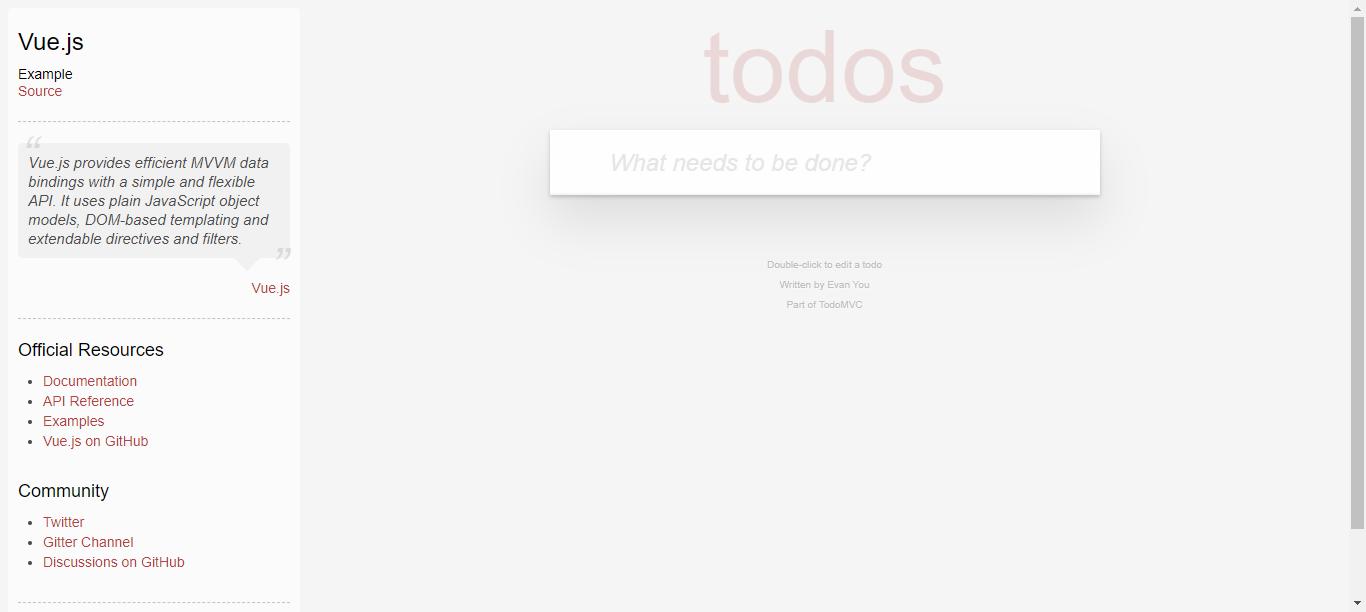 Vue.js
Example
Source
“
Vue.js provides efficient MVVM data
bindings with a simple and flexible
API. It uses plain JavaScript object
models, DOM-based templating and
extendable directives and filters.
”
Vue.js
Official Resources
Documentation
API Reference
Examples
Vue.js on GitHub
Community
Twitter
Gitter Channel
Discussions on GitHub
todos
What needs to be done?
Double-click to edit a todo
Written by Evan You
Part of TodoMVC